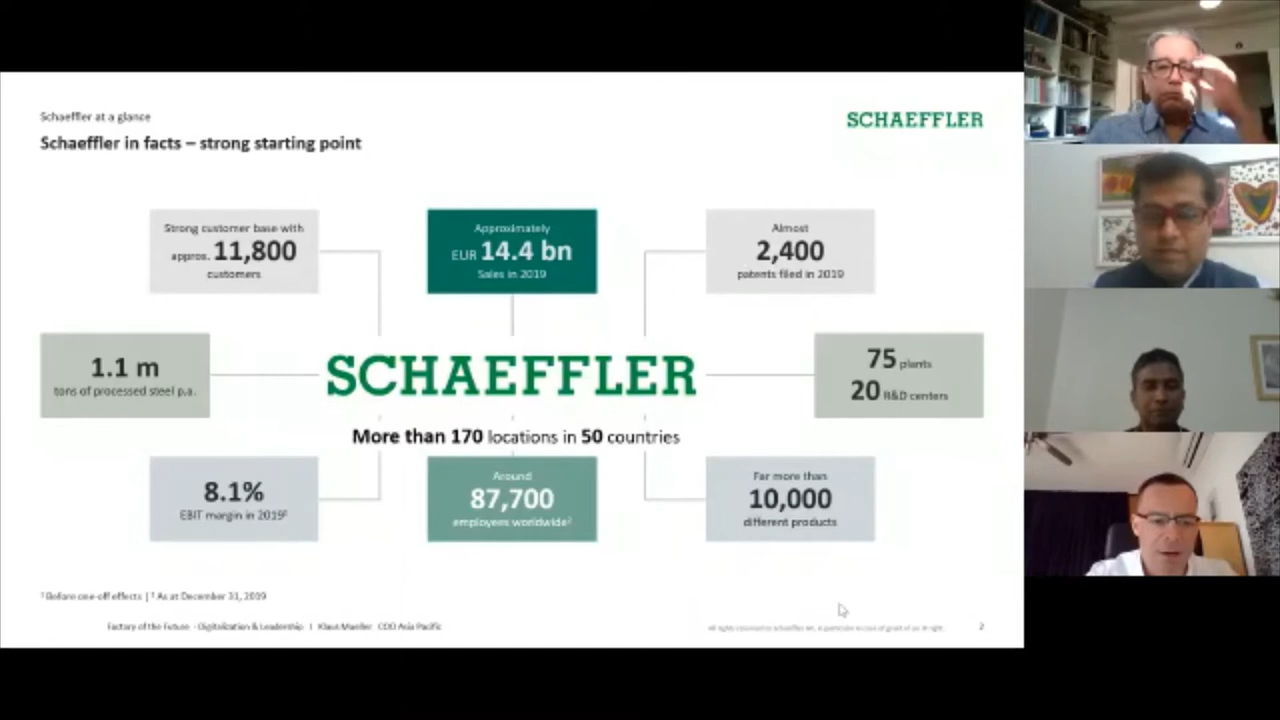 Schaeffler at a glance
SCHAEFFLER
Schaeffler in facts – strong starting point
Strong customer base with
approx. 11,800
customers
Approximately
EUR 14.4 bn
Sales in 2019
Almost
2,400
patents filed in 2019
1.1 m
tons of processed steel p.a.
SCHAEFFLER
75 plants
20 R&D centers
More than 170 locations in 50 countries
8.1%
EBIT margin in 2019¹
Around
87,700
employees worldwide²
Far more than
10,000
different products
¹ Before one-off effects | ² As at December 31, 2019
Factory of the Future - Digitalization & Leadership I Klaus Mueller COO Asia Pacific
2